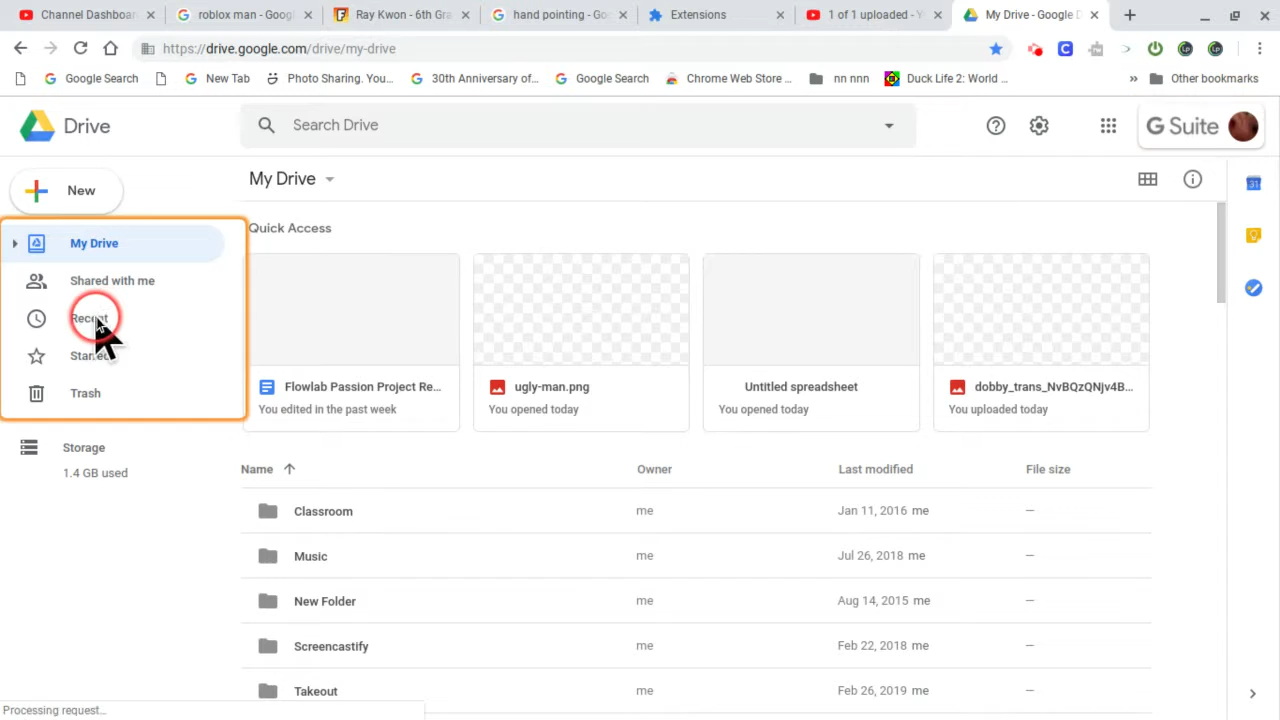 Channel Dashboar
roblox man - Goog
Ray Kwon - 6th Gra
hand pointing - Go
Extensions
1 of 1 uploaded - Y
My Drive - Google D
https://drive.google.com/drive/my-drive
Google Search
New Tab
Photo Sharing. You...
30th Anniversary of...
Google Search
Chrome Web Store ...
nn nnn
Duck Life 2: World ...
» Other bookmarks
Drive
Search Drive
G Suite
New
My Drive
Quick Access
31
My Drive
Shared with me
Recent
Trash
Flowlab Passion Project Re...
You edited in the past week
ugly-man.png
You opened today
Untitled spreadsheet
You opened today
dobby_trans_NvBQzQNjv4B...
You uploaded today
Storage
1.4 GB used
Name Owner Last modified File size
Classroom me Jan 11, 2016 me —
Music me Jul 26, 2018 me —
New Folder me Aug 14, 2015 me —
Screencastify me Feb 22, 2018 me —
Takeout me Feb 26, 2019 me —
Processing request...